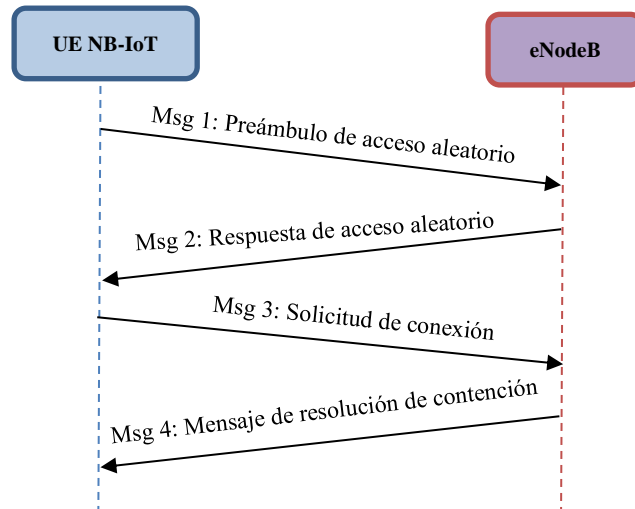 UE NB-IoT
eNodeB
Msg 1: Preámbulo de acceso aleatorio
Msg 2: Respuesta de acceso aleatorio
Msg 3: Solicitud de conexión
Msg 4: Mensaje de resolución de contención